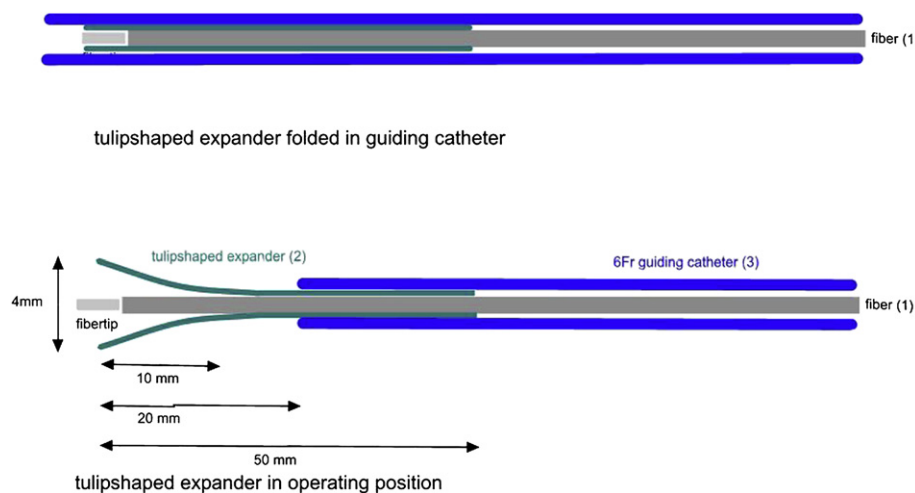 fiber (1
tulipshaped expander folded in guiding catheter
tulipshaped expander (2)
6Fr guiding catheter (3)
4mm
fiber (1)
fibertip
10 mm
20 mm
50 mm
tulipshaped expander in operating position